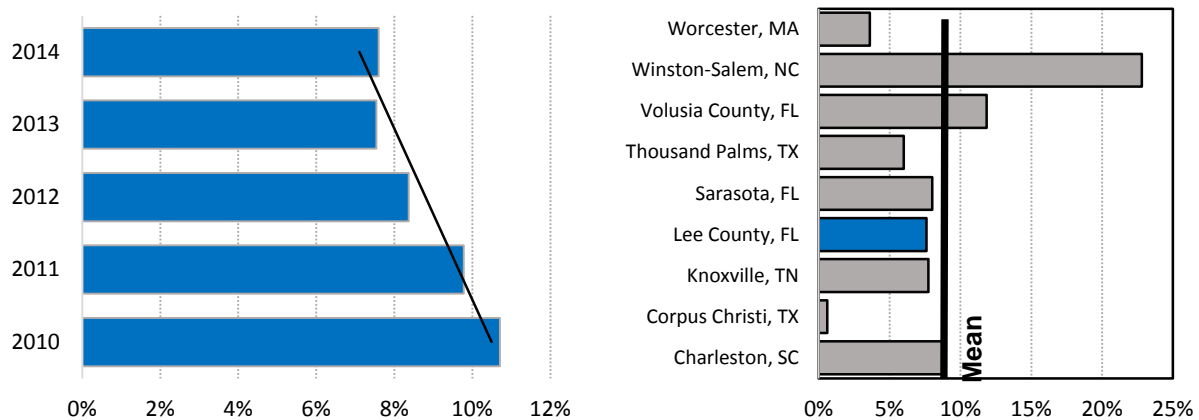 2014
2013
2012
2011
2010
0% 2% 4% 6% 8% 10% 12%
Worcester, MA
Winston-Salem, NC
Volusia County, FL
Thousand Palms, TX
Sarasota, FL
Lee County, FL
Knoxville, TN
Corpus Christi, TX
Charleston, SC
Mean
0% 5% 10% 15% 20% 25%